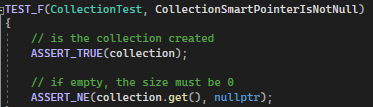 TEST_F(CollectionTest, CollectionSmartPointerIsNotNull)
{
// is the collection created
ASSERT_TRUE(collection);
// if empty, the size must be 0
ASSERT_NE(collection.get(), nullptr);